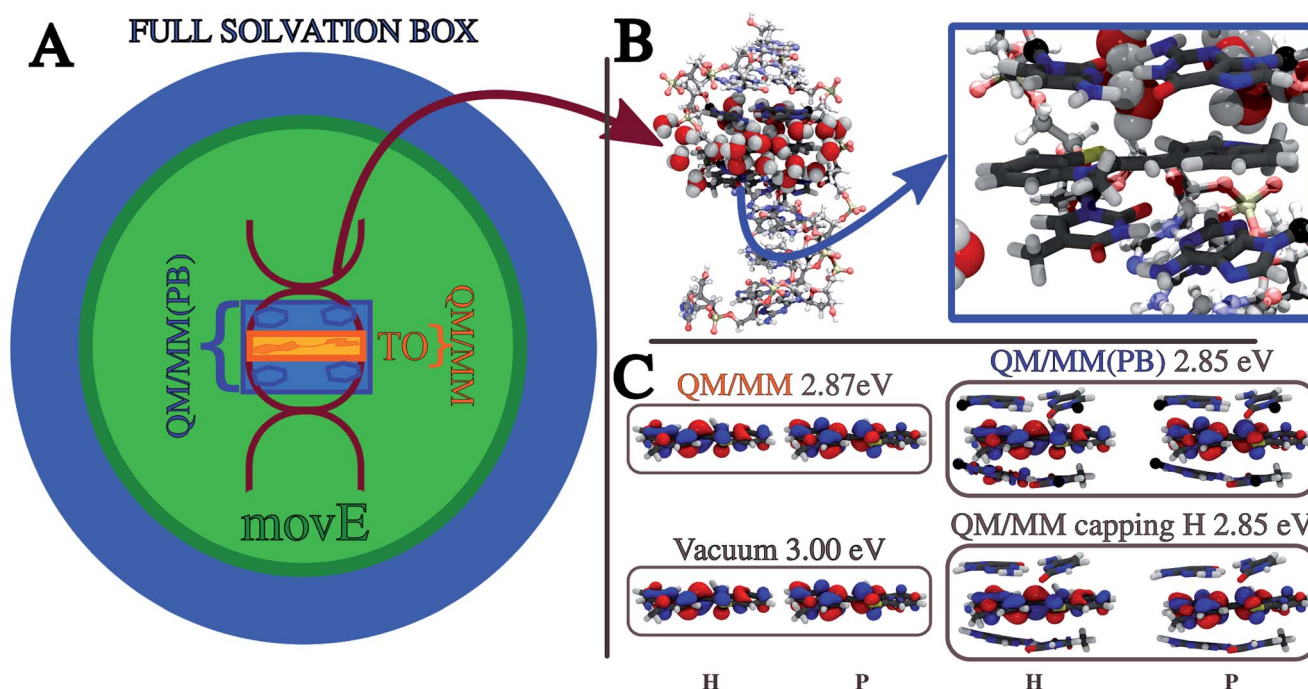 A
FULL SOLVATION BOX
QM/MM(PB)
TO
QM/MM
movE
B
C
QM/MM 2.87eV
QM/MM(PB) 2.85 eV
Vacuum 3.00 eV
QM/MM capping H 2.85 eV
H P H P